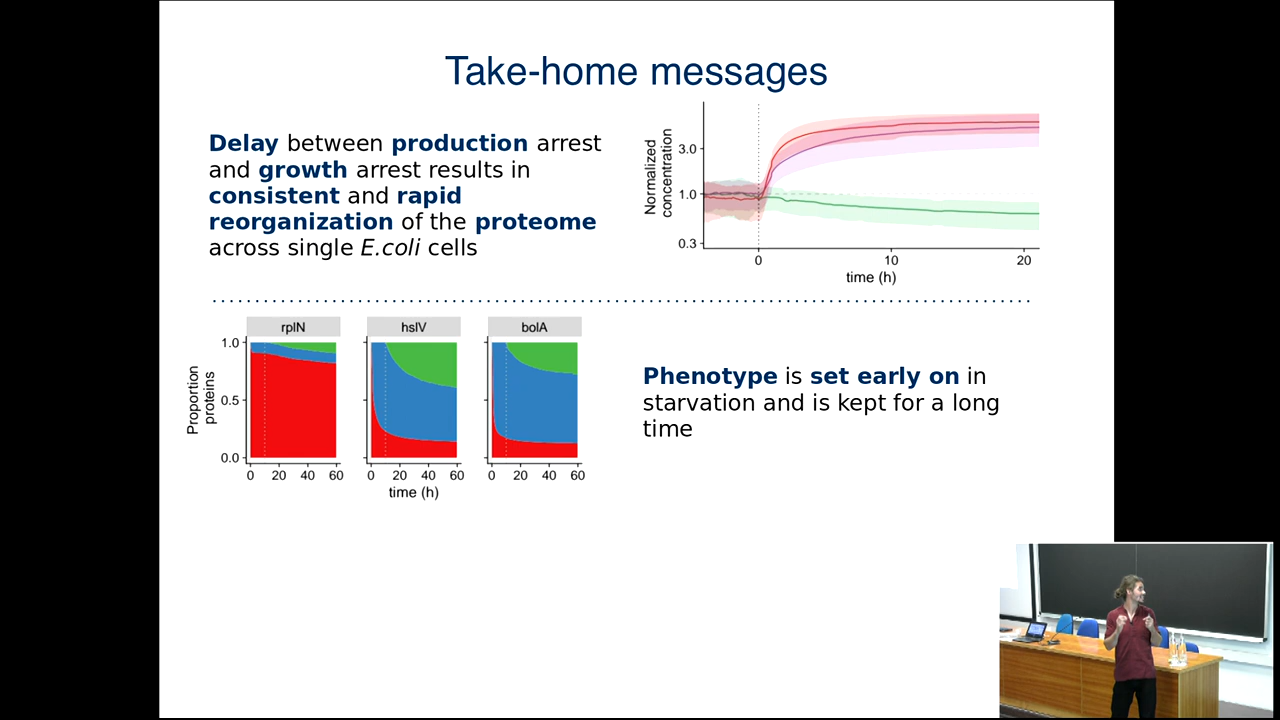 Take-home messages
Delay between production arrest
and growth arrest results in
consistent and rapid
reorganization of the proteome
across single E.coli cells
Normalized
concentration
3.0
1.0
0.3
0 10 20
time (h)
rplN hslV bolA
Proportion
proteins
1.0
0.5
0.0
0 20 40 60 0 20 40 60 0 20 40 60
time (h)
Phenotype is set early on in
starvation and is kept for a long
time